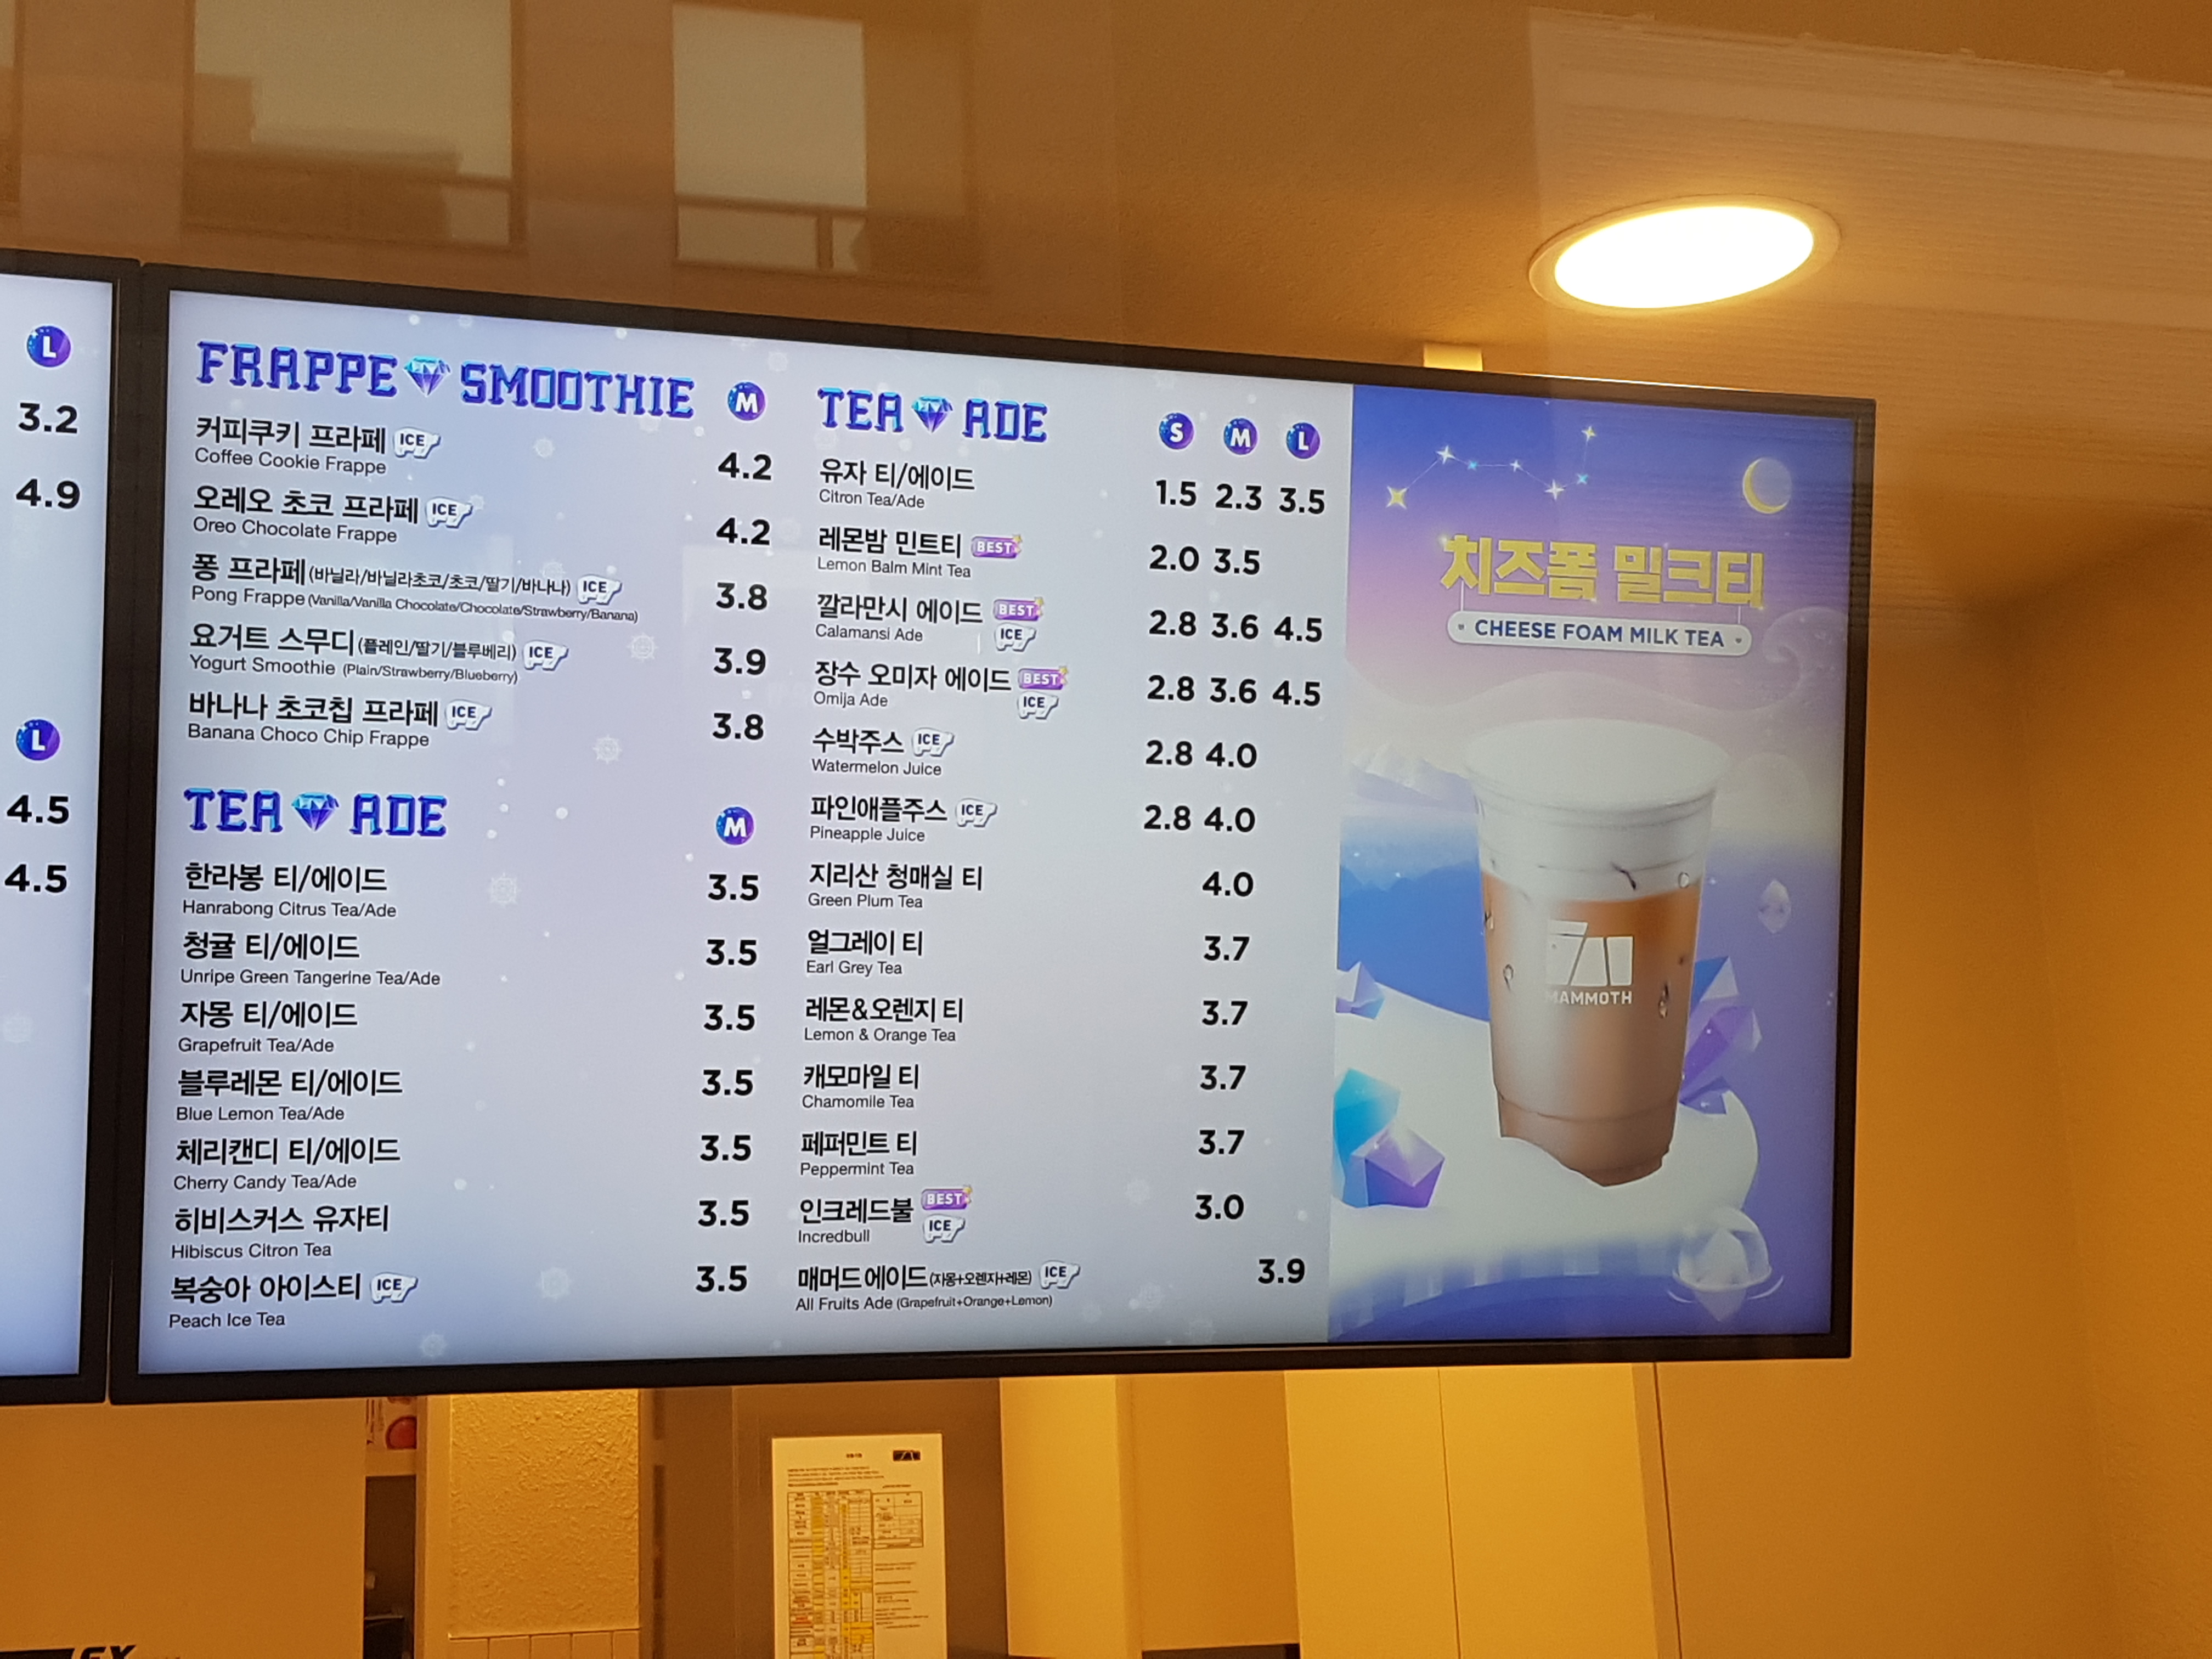 L
3.2
4.9
L
4.5
4.5
FRAPPE SMOOTHIE M
커피쿠키 프라페 ICE 4.2
Coffee Cookie Frappe
오레오 초코 프라페 ICE 4.2
Oreo Chocolate Frappe
퐁 프라페(바닐라/바닐라초코/초코/딸기/바나나) ICE 3.8
Pong Frappe (Vanilla/Vanilla Chocolate/Chocolate/Strawberry/Banana)
요거트 스무디(플레인/딸기/블루베리) ICE 3.9
Yogurt Smoothie (Plain/Strawberry/Blueberry)
바나나 초코칩 프라페 ICE 3.8
Banana Choco Chip Frappe
TEA ADE M
한라봉 티/에이드 3.5
Hanrabong Citrus Tea/Ade
청귤 티/에이드 3.5
Unripe Green Tangerine Tea/Ade
자몽 티/에이드 3.5
Grapefruit Tea/Ade
블루레몬 티/에이드 3.5
Blue Lemon Tea/Ade
체리캔디 티/에이드 3.5
Cherry Candy Tea/Ade
히비스커스 유자티 3.5
Hibiscus Citron Tea
복숭아 아이스티 ICE 3.5
Peach Ice Tea
TEA ADE S M L
유자 티/에이드 1.5 2.3 3.5
Citron Tea/Ade
레몬밤 민트티 BEST 2.0 3.5
Lemon Balm Mint Tea
깔라만시 에이드 BEST ICE 2.8 3.6 4.5
Calamansi Ade
장수 오미자 에이드 BEST ICE 2.8 3.6 4.5
Omija Ade
수박주스 ICE 2.8 4.0
Watermelon Juice
파인애플주스 ICE 2.8 4.0
Pineapple Juice
지리산 청매실 티 4.0
Green Plum Tea
얼그레이 티 3.7
Earl Grey Tea
레몬&오렌지 티 3.7
Lemon & Orange Tea
캐모마일 티 3.7
Chamomile Tea
페퍼민트 티 3.7
Peppermint Tea
인크레드불 BEST ICE 3.0
Incredbull
매머드 에이드(자몽+오렌지+레몬) ICE 3.9
All Fruits Ade (Grapefruit+Orange+Lemon)
치즈폼 밀크티
CHEESE FOAM MILK TEA
MAMMOTH